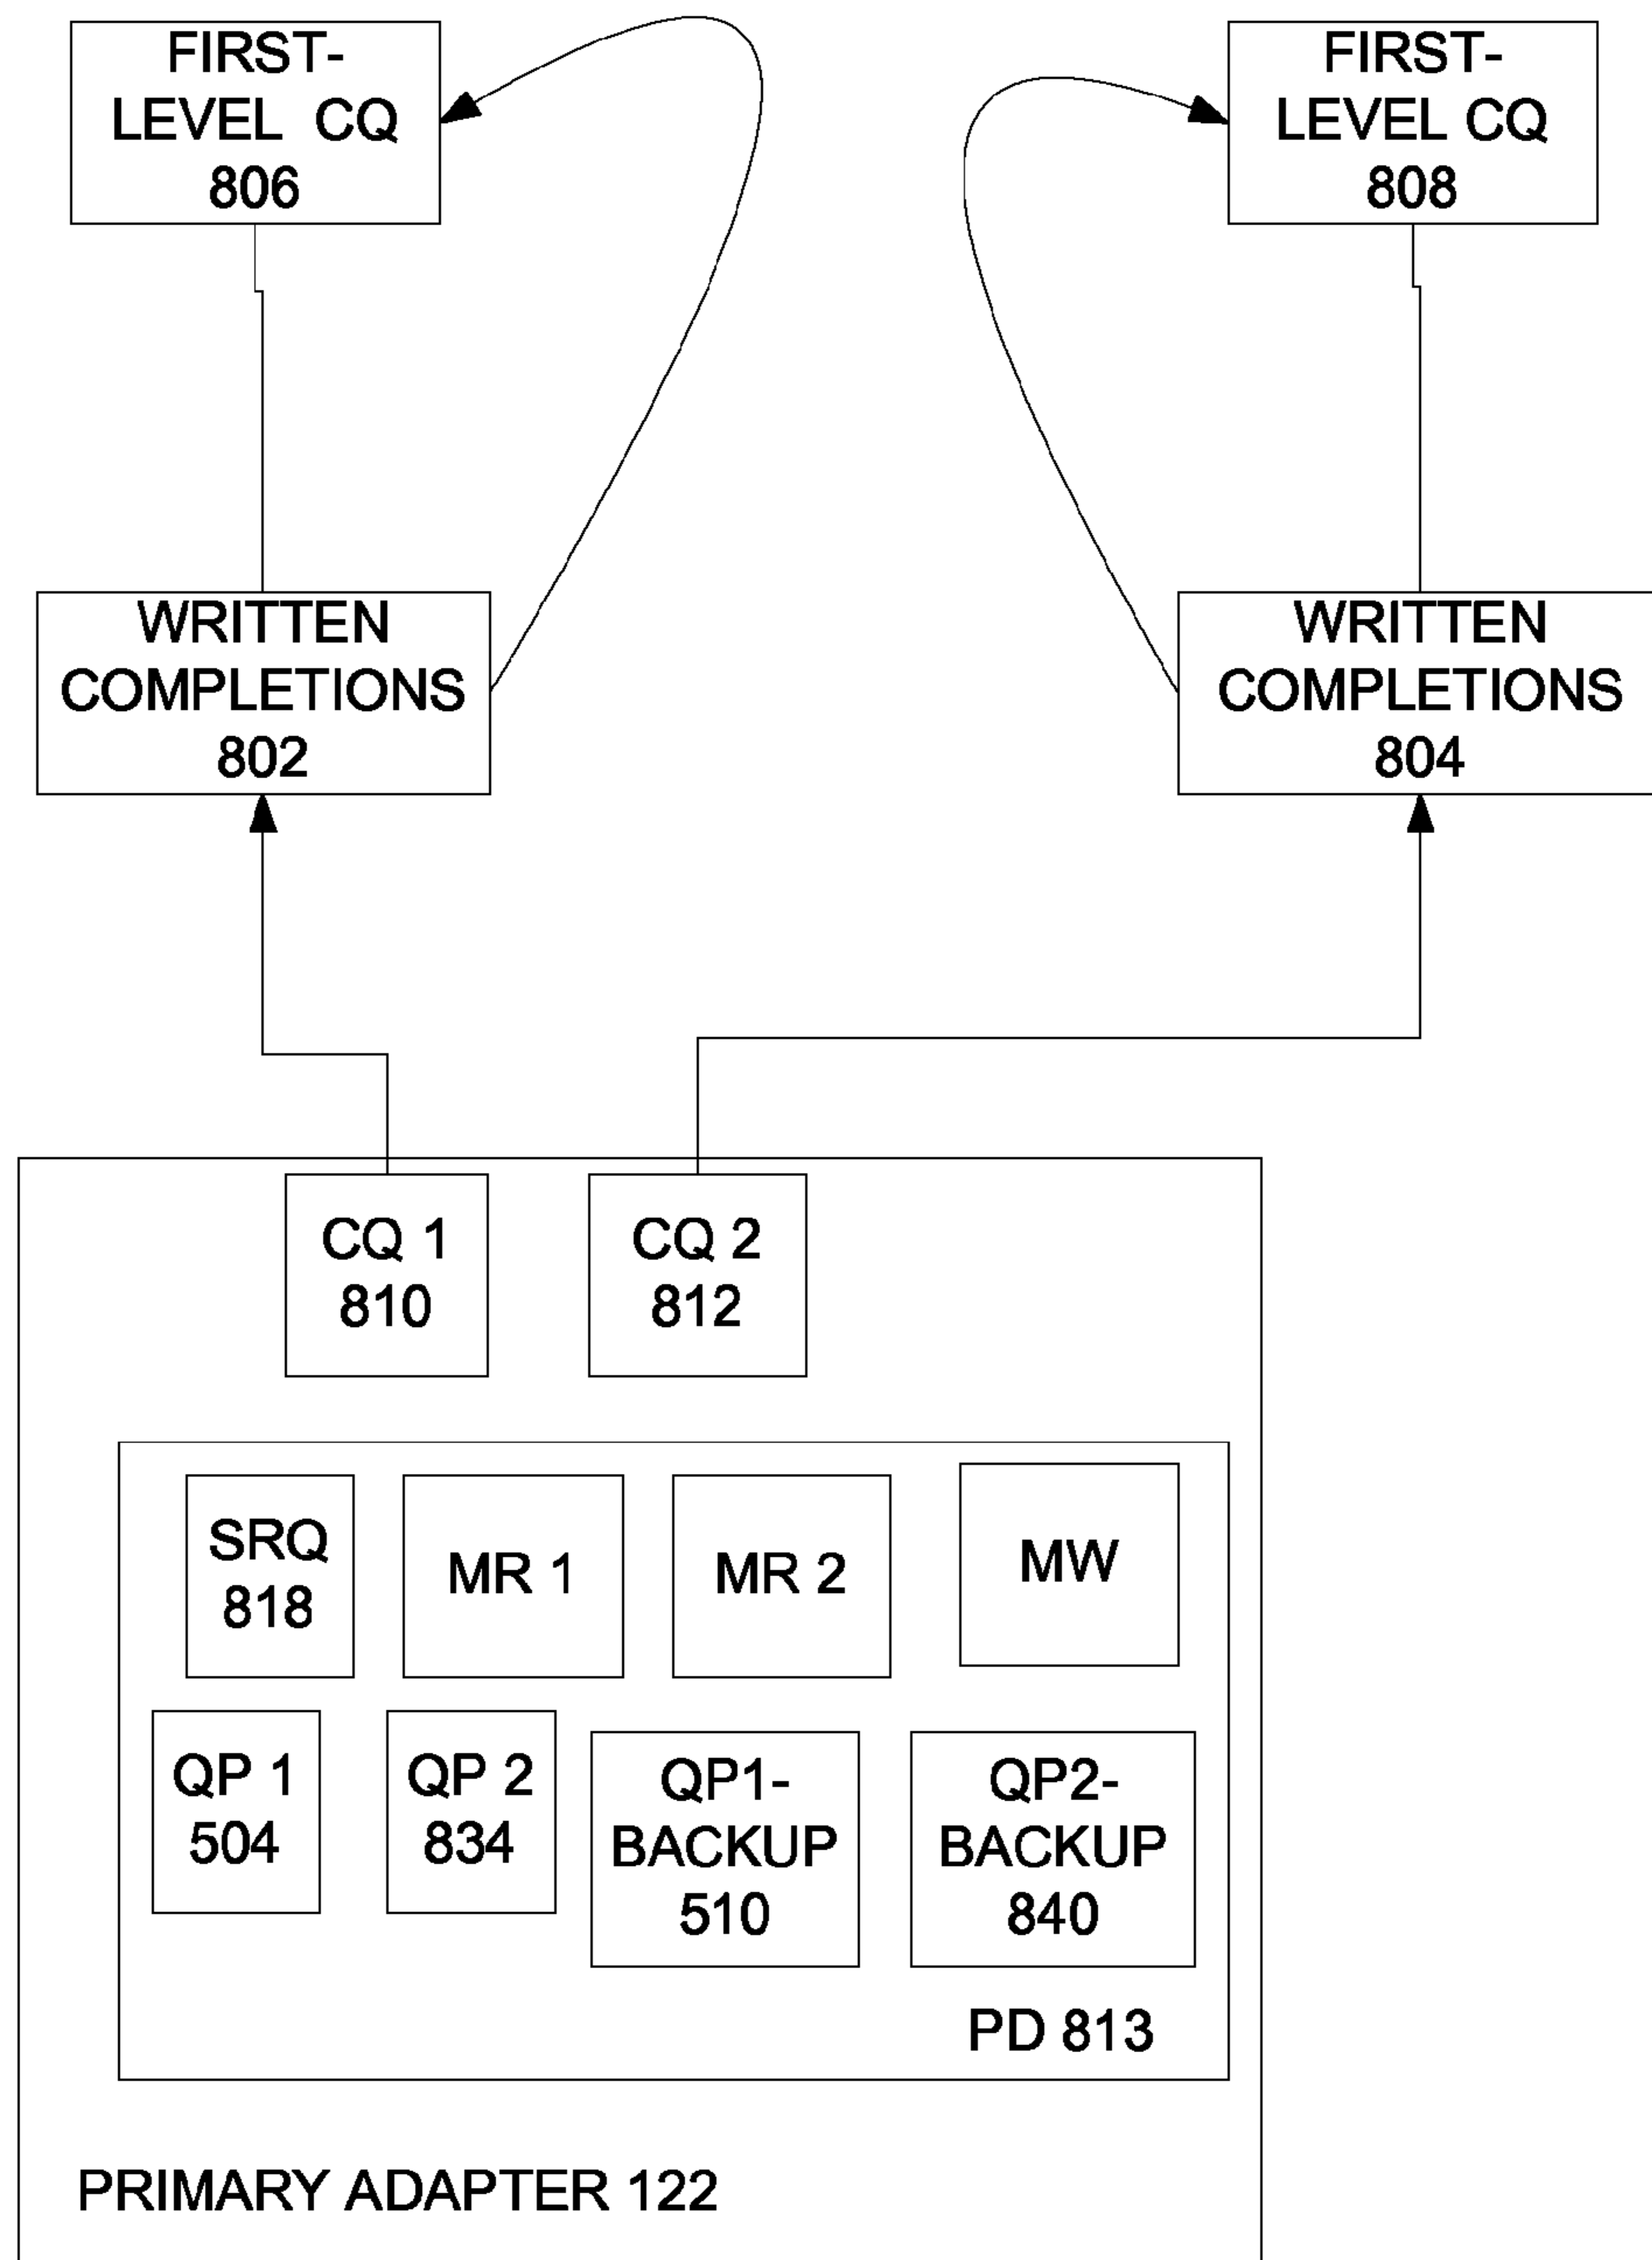 FIRST-
LEVEL CQ
806
FIRST-
LEVEL CQ
808
WRITTEN
COMPLETIONS
802
WRITTEN
COMPLETIONS
804
CQ 1
810
CQ 2
812
SRQ
818
MR 1
MR 2
MW
QP 1
504
QP 2
834
QP1-
BACKUP
510
QP2-
BACKUP
840
PD 813
PRIMARY ADAPTER 122